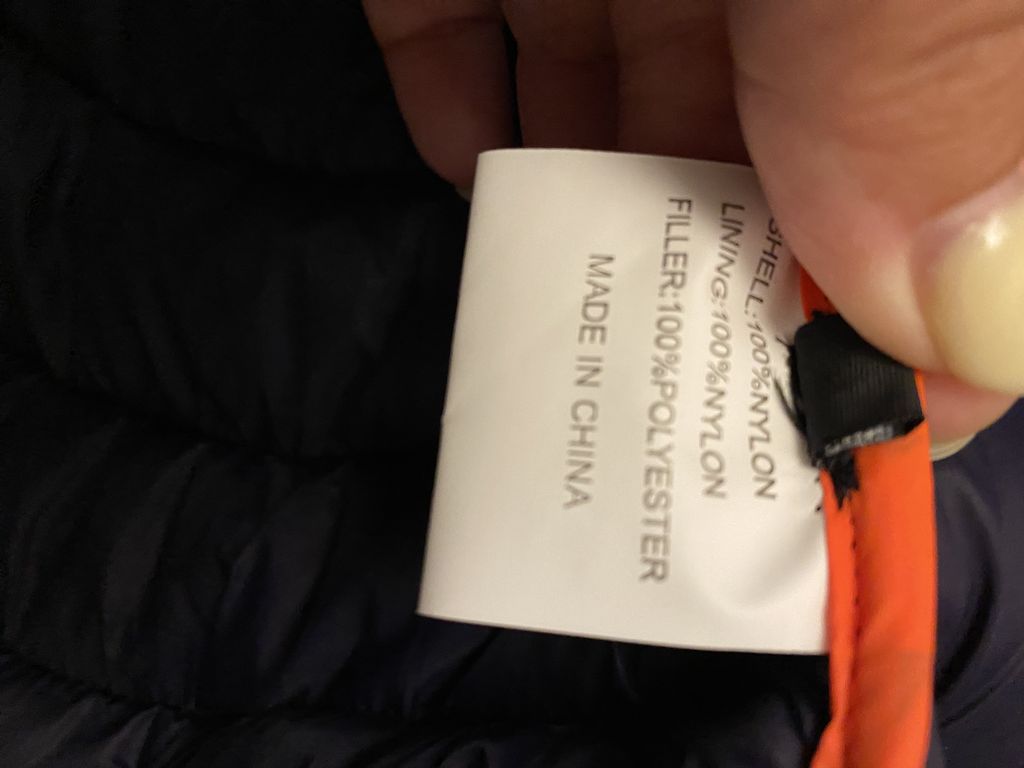 SHELL:100%NYLON
LINING:100%NYLON
FILLER:100%POLYESTER
MADE IN CHINA